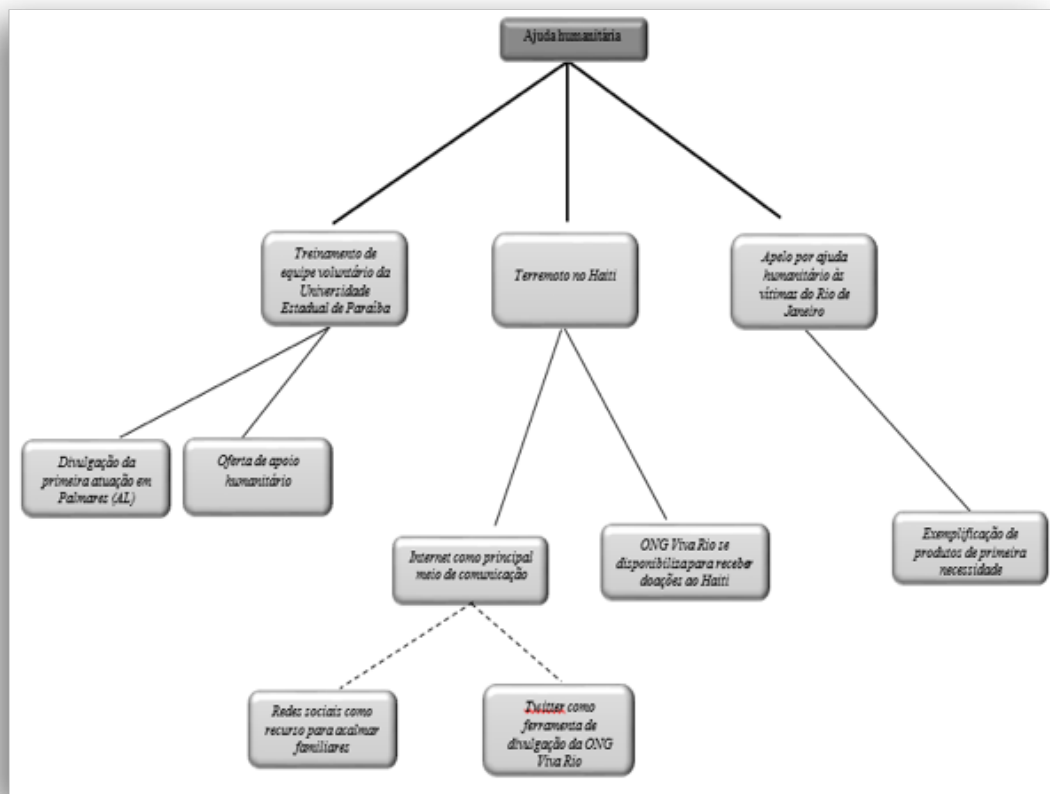 Ajuda humanitária
Treinamento de
equipe voluntário da
Universidade
Estadual de Paraíba
Terremoto no Haiti
Apelo por ajuda
humanitário às
vítimas do Rio de
Janeiro
Divulgação da
primeira atuação em
Palmares (AL)
Oferta de apoio
humanitário
Internet como principal
meio de comunicação
ONG Viva Rio se
disponibiliza para receber
doações ao Haiti
Exemplificação de
produtos de primeira
necessidade
Redes sociais como
recurso para acalmar
familiares
Twitter como
ferramenta de
divulgação da ONG
Viva Rio